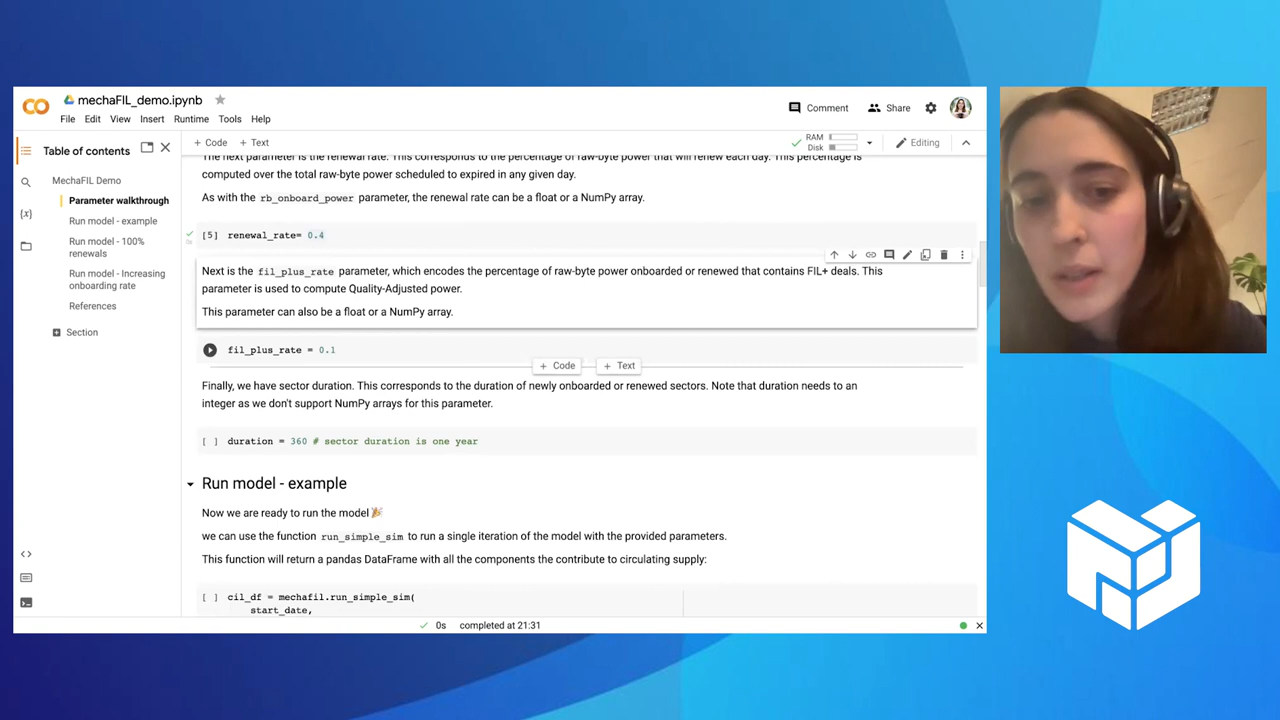 mechaFIL_demo.ipynb
Comment
Share
File Edit View Insert Runtime Tools Help
Table of contents
+ Code + Text
RAM
Disk
Editing
MechaFIL Demo
Parameter walkthrough
Run model - example
Run model - 100%
renewals
Run model - Increasing
onboarding rate
References
Section
The next parameter is the renewal rate. This corresponds to the percentage of raw-byte power that will renew each day. This percentage is
computed over the total raw-byte power scheduled to expired in any given day.
As with the rb_onboard_power parameter, the renewal rate can be a float or a NumPy array.
[5] renewal_rate= 0.4
0s
Next is the fil_plus_rate parameter, which encodes the percentage of raw-byte power onboarded or renewed that contains FIL+ deals. This
parameter is used to compute Quality-Adjusted power.
This parameter can also be a float or a NumPy array.
fil_plus_rate = 0.1
+ Code + Text
Finally, we have sector duration. This corresponds to the duration of newly onboarded or renewed sectors. Note that duration needs to an
integer as we don't support NumPy arrays for this parameter.
[ ] duration = 360 # sector duration is one year
Run model - example
Now we are ready to run the model 🎉
we can use the function run_simple_sim to run a single iteration of the model with the provided parameters.
This function will return a pandas DataFrame with all the components the contribute to circulating supply:
[ ] cil_df = mechafil.run_simple_sim(
start_date,
0s completed at 21:31